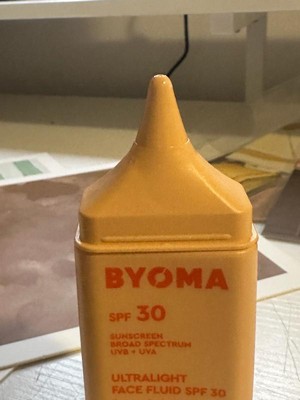 BYOMA
SPF 30
SUNSCREEN
BROAD SPECTRUM
UVB + UVA
ULTRALIGHT
FACE FLUID SPF 30